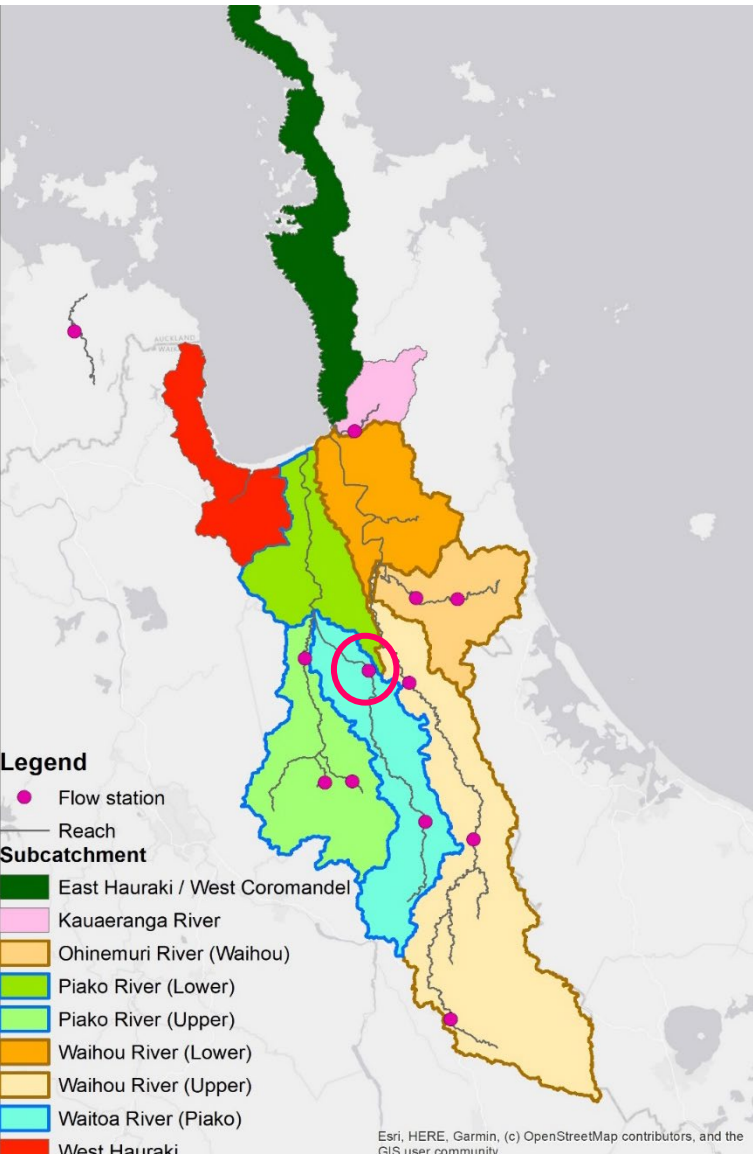 AUCKLAND
Legend
Flow station
Reach
Subcatchment
East Hauraki / West Coromandel
Kauaeranga River
Ohinemuri River (Waihou)
Piako River (Lower)
Piako River (Upper)
Waihou River (Lower)
Waihou River (Upper)
Waitoa River (Piako)
West Hauraki
Esri, HERE, Garmin, (c) OpenStreetMap contributors, and the
GIS user community